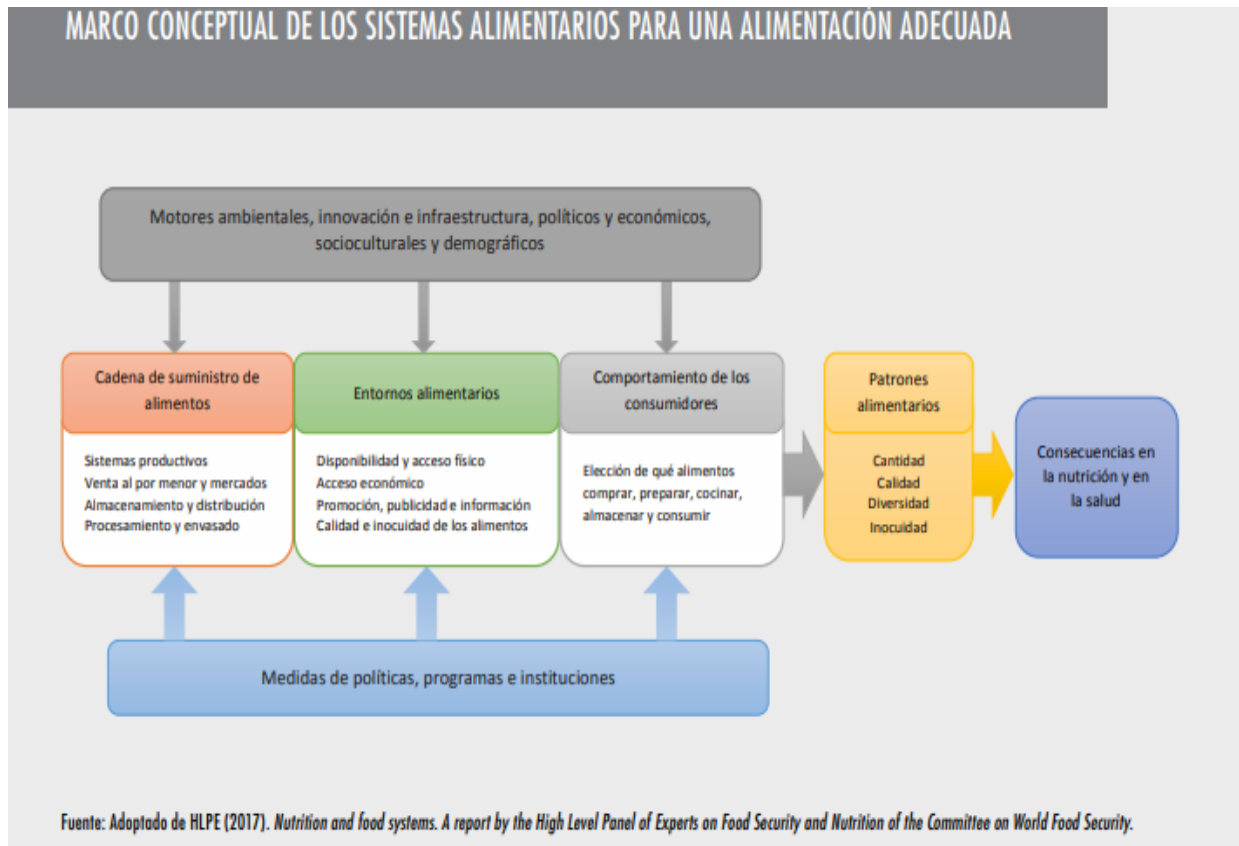 MARCO CONCEPTUAL DE LOS SISTEMAS ALIMENTARIOS PARA UNA ALIMENTACIÓN ADECUADA
Motores ambientales, innovación e infraestructura, políticos y económicos,
socioculturales y demográficos
Cadena de suministro de
alimentos
Sistemas productivos
Venta al por menor y mercados
Almacenamiento y distribución
Procesamiento y envasado
Entornos alimentarios
Disponibilidad y acceso físico
Acceso económico
Promoción, publicidad e información
Calidad e inocuidad de los alimentos
Comportamiento de los
consumidores
Elección de qué alimentos
comprar, preparar, cocinar,
almacenar y consumir
Patrones
alimentarios
Cantidad
Calidad
Diversidad
Inocuidad
Consecuencias en
la nutrición y en
la salud
Medidas de políticas, programas e instituciones
Fuente: Adoptado de HLPE (2017). Nutrition and food systems. A report by the High Level Panel of Experts on Food Security and Nutrition of the Committee on World Food Security.